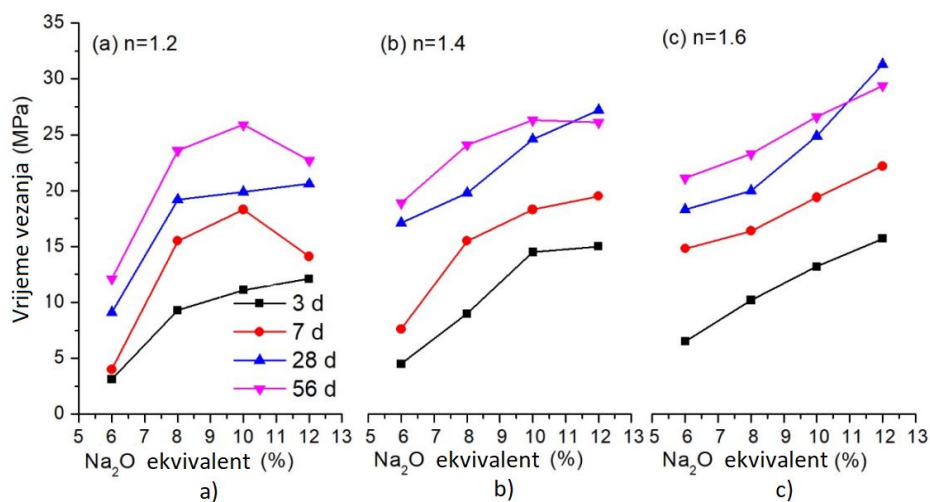 (a) n=1.2
(b) n=1.4
(c) n=1.6
Vrijeme vezanja (MPa)
35
30
25
20
15
10
5
0
3 d
7 d
28 d
56 d
5 6 7 8 9 10 11 12 13
5 6 7 8 9 10 11 12 13
5 6 7 8 9 10 11 12 13
Na₂O ekvivalent (%)
Na₂O ekvivalent (%)
Na₂O ekvivalent (%)
a)
b)
c)